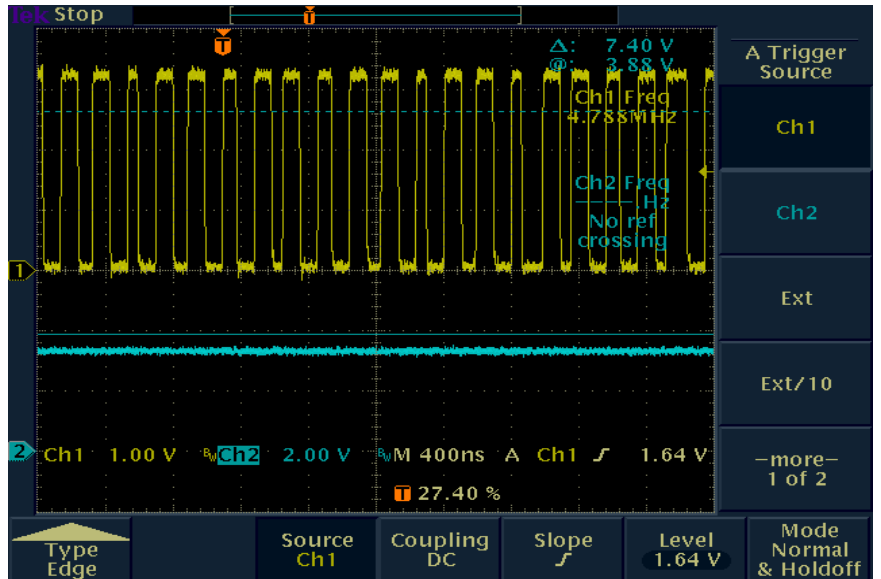 Tek Stop
T
T
Δ: 7.40 V
@: 3.88 V
Ch1 Freq
4.788MHz
Ch2 Freq
Hz
No ref
crossing
1
2
Ch1 1.00 V BW Ch2 2.00 V BW M 400ns A Ch1 1.64 V
T 27.40 %
A Trigger
Source
Ch1
Ch2
Ext
Ext/10
–more–
1 of 2
Type
Edge
Source
Ch1
Coupling
DC
Slope
Level
1.64 V
Mode
Normal
& Holdoff